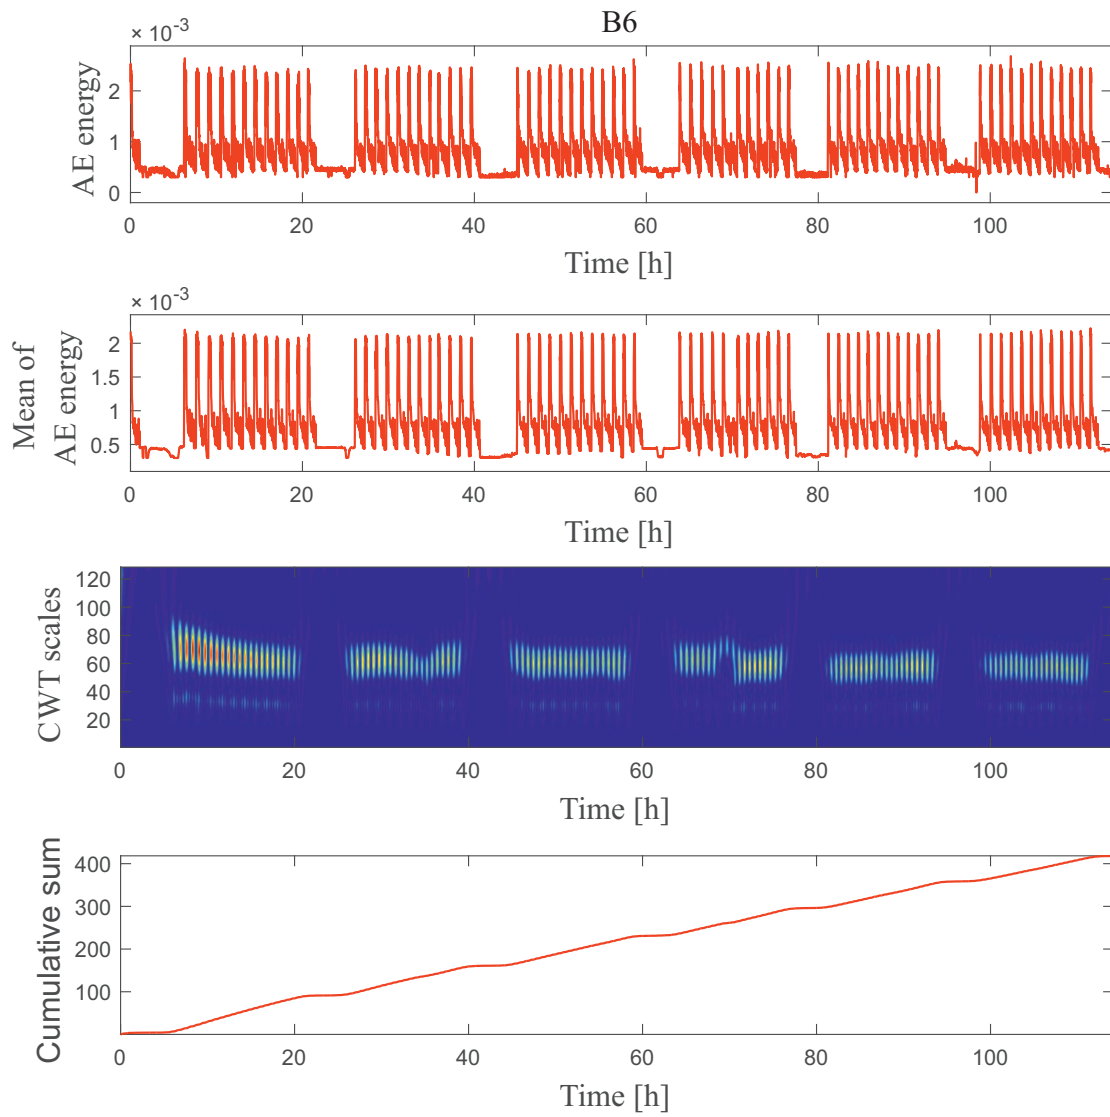 B6
× 10-3
AE energy
2
1
0
0 20 40 60 80 100
Time [h]
× 10-3
Mean of
AE energy
2
1.5
1
0.5
0 20 40 60 80 100
Time [h]
CWT scales
120
100
80
60
40
20
0 20 40 60 80 100
Time [h]
Cumulative sum
400
300
200
100
0 20 40 60 80 100
Time [h]